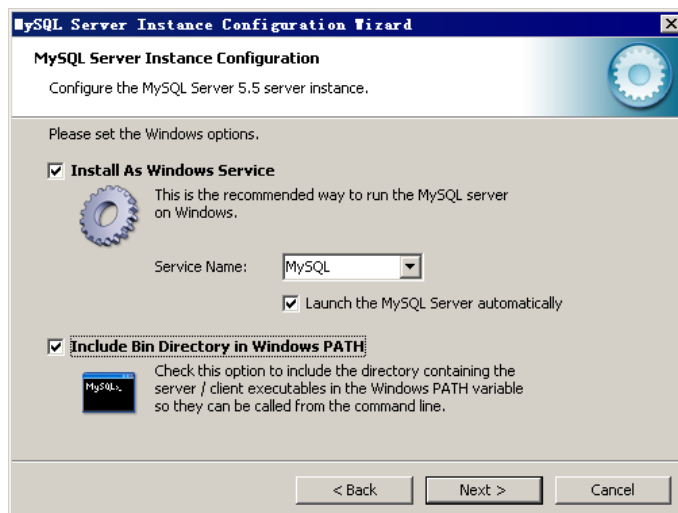 MySQL Server Instance Configuration Wizard
MySQL Server Instance Configuration
Configure the MySQL Server 5.5 server instance.
Please set the Windows options.
Install As Windows Service
This is the recommended way to run the MySQL server
on Windows.
Service Name:
MySQL
Launch the MySQL Server automatically
Include Bin Directory in Windows PATH
MySQL>_
Check this option to include the directory containing the
server / client executables in the Windows PATH variable
so they can be called from the command line.
< Back
Next >
Cancel